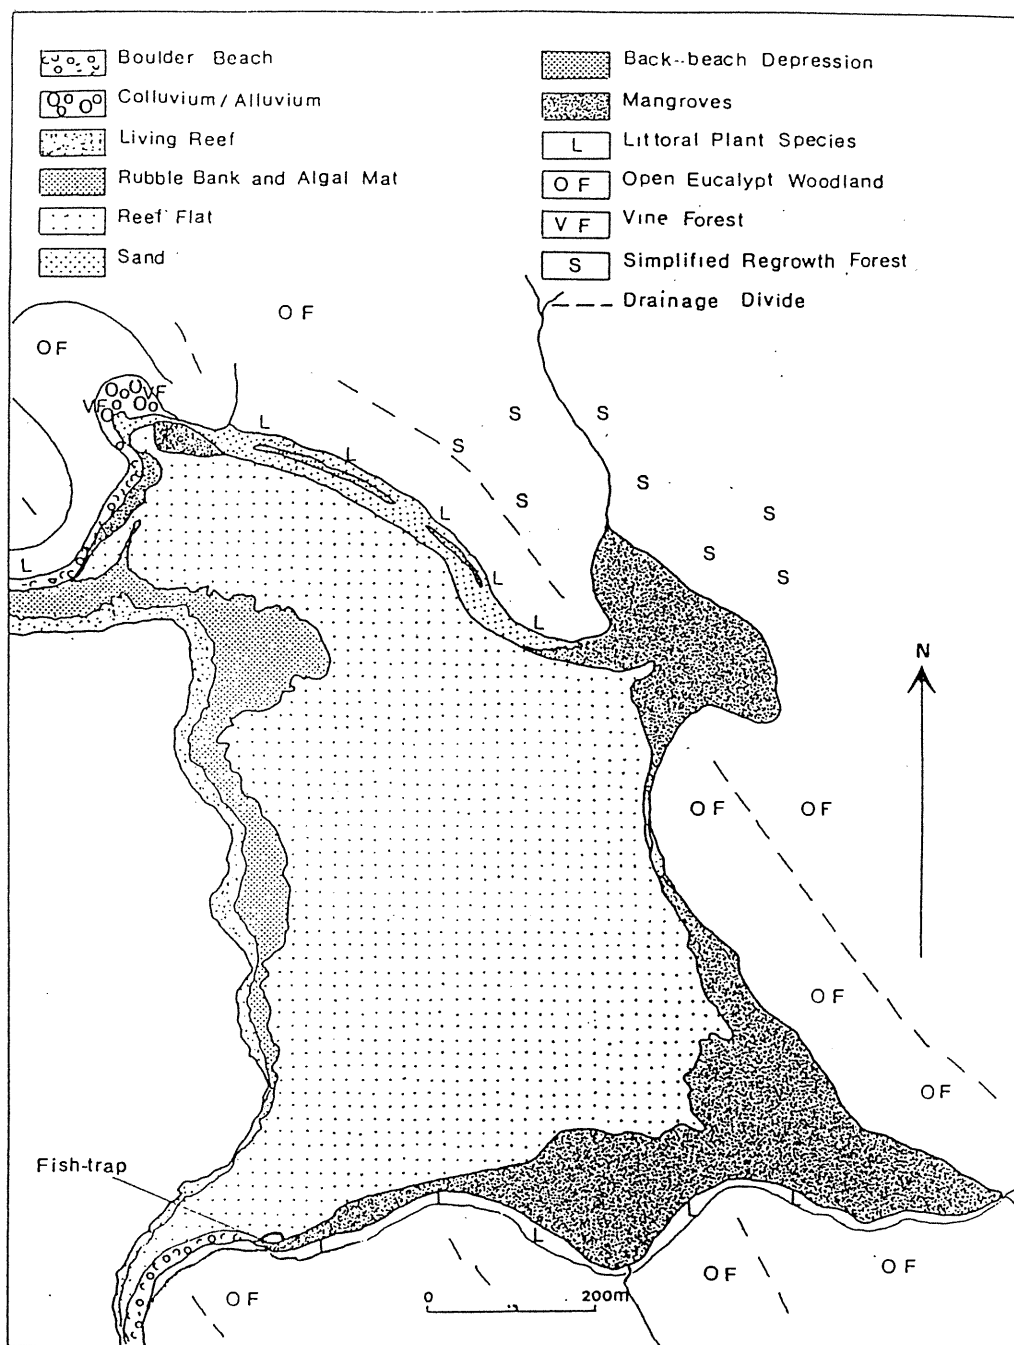 Boulder Beach
Colluvium/Alluvium
Living Reef
Rubble Bank and Algal Mat
Reef Flat
Sand
Back-beach Depression
Mangroves
L Littoral Plant Species
OF Open Eucalypt Woodland
VF Vine Forest
S Simplified Regrowth Forest
Drainage Divide
OF
OF
VF
VF
L
L
S
S
S
S
S
S
S
S
L
L
L
L
N
OF
OF
OF
OF
Fish-trap
L
L
L
L
L
OF
OF
OF
0 200m